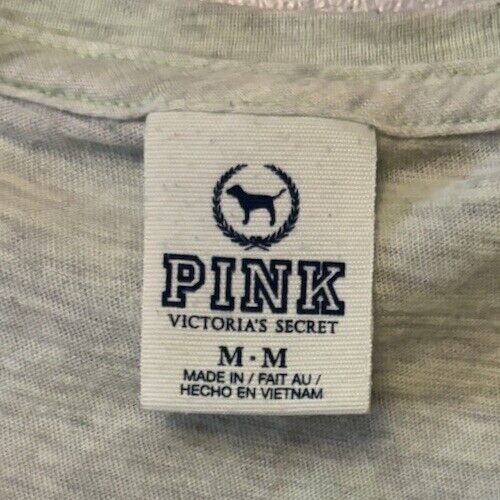 PINK
VICTORIA'S SECRET
M·M
MADE IN / FAIT AU /
HECHO EN VIETNAM